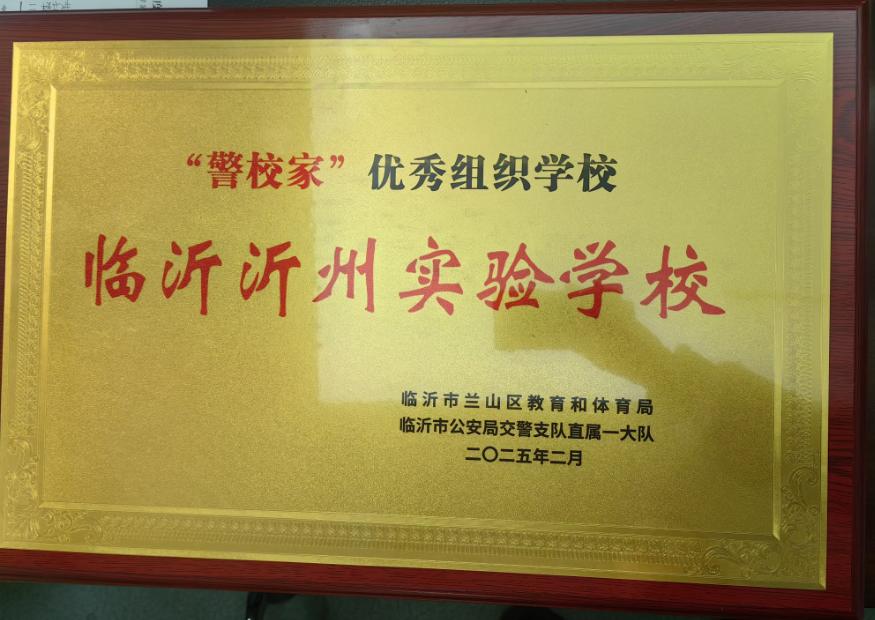 “警校家”优秀组织学校
临沂沂州实验学校
临沂市兰山区教育和体育局
临沂市公安局交警支队直属一大队
二〇二五年二月